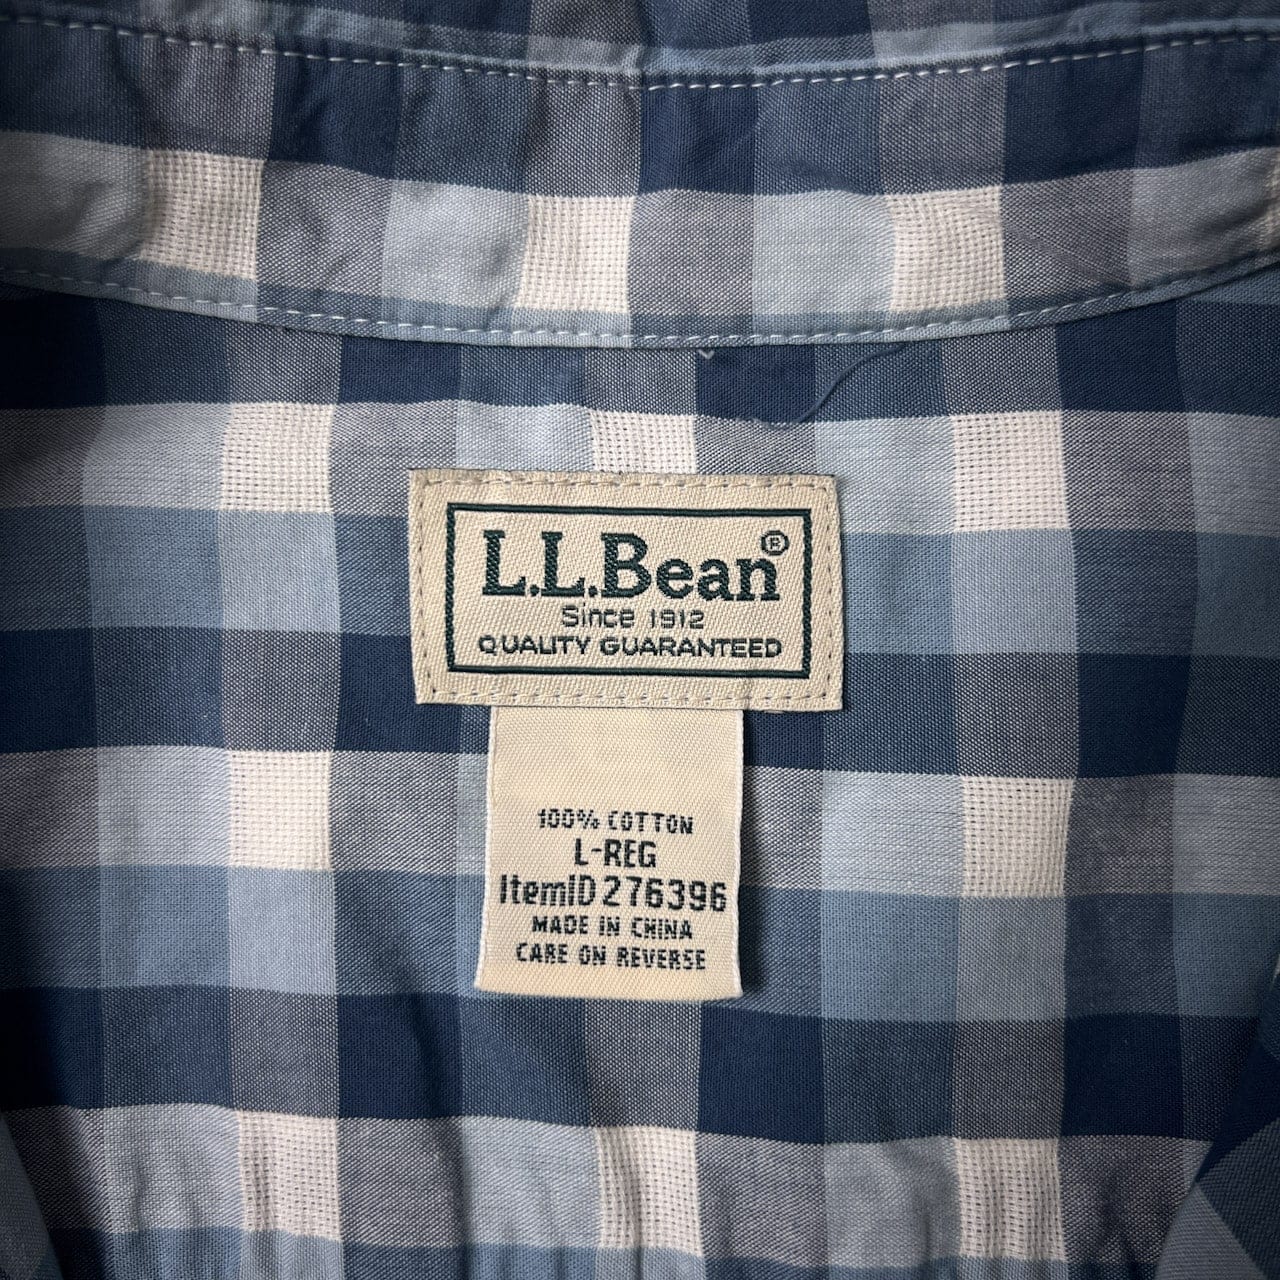 L.L.Bean®
Since 1912
QUALITY GUARANTEED
100% COTTON
L-REG
ItemID 276396
MADE IN CHINA
CARE ON REVERSE